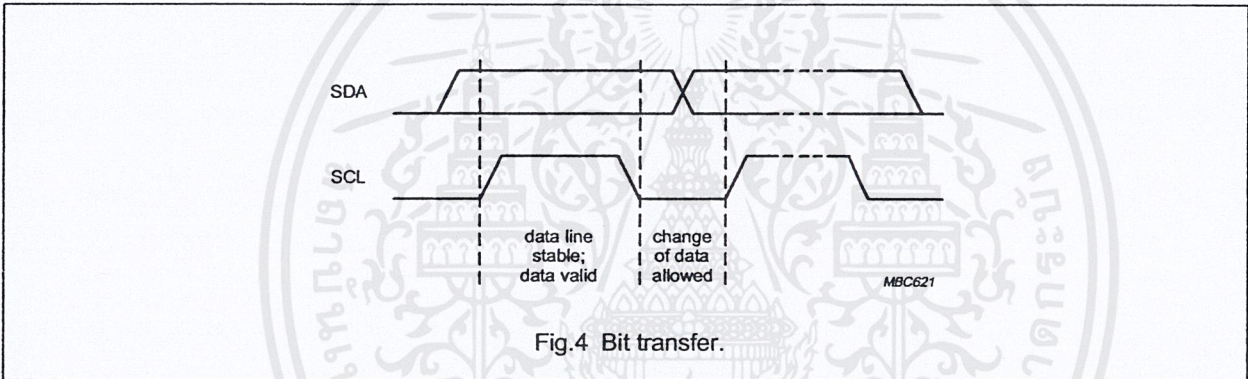 SDA
SCL
data line
stable;
data valid
change
of data
allowed
MBC621
Fig.4 Bit transfer.